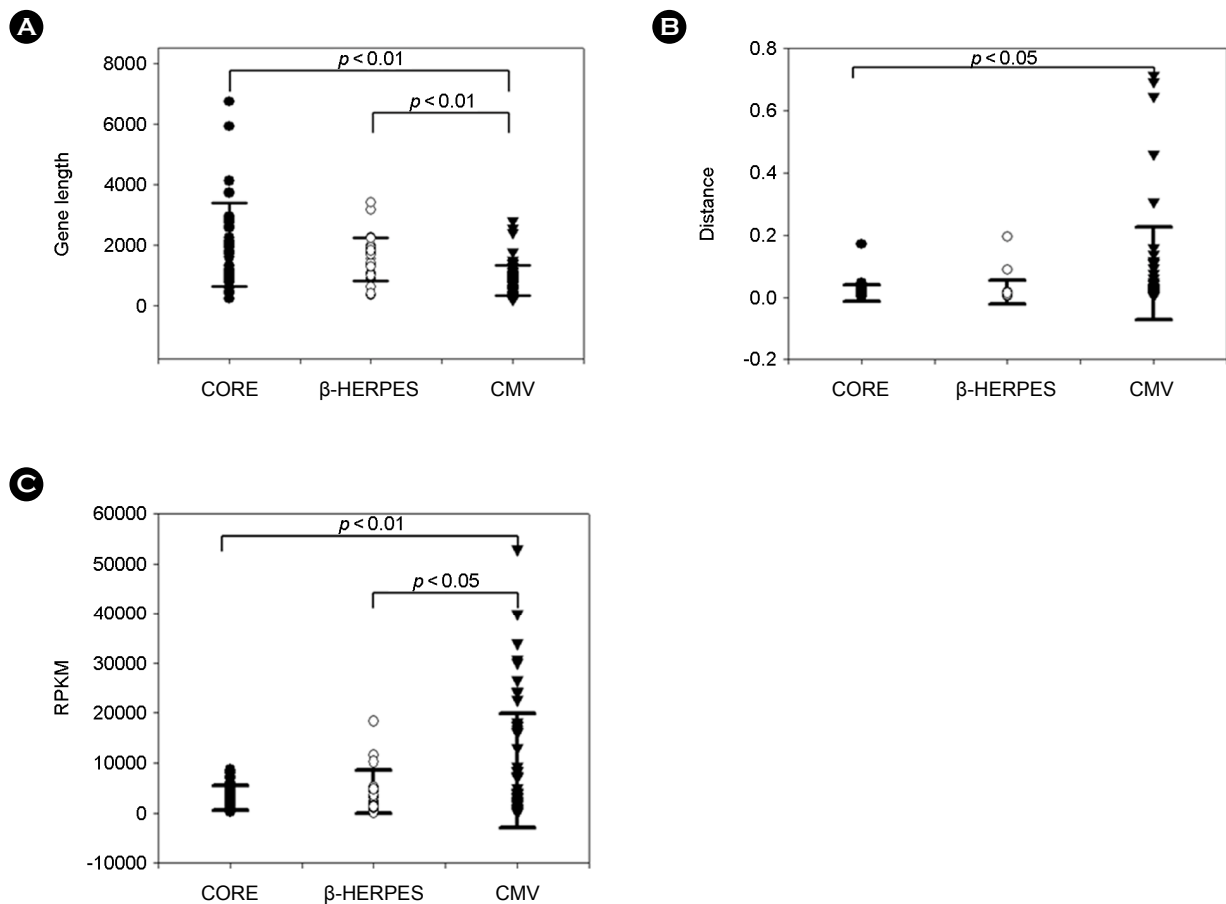 A
8000
6000
4000
2000
0
Gene length
p < 0.01
p < 0.01
CORE
β-HERPES
CMV
B
0.8
0.6
0.4
0.2
0.0
-0.2
Distance
p < 0.05
CORE
β-HERPES
CMV
C
60000
50000
40000
30000
20000
10000
0
-10000
RPKM
p < 0.01
p < 0.05
CORE
β-HERPES
CMV